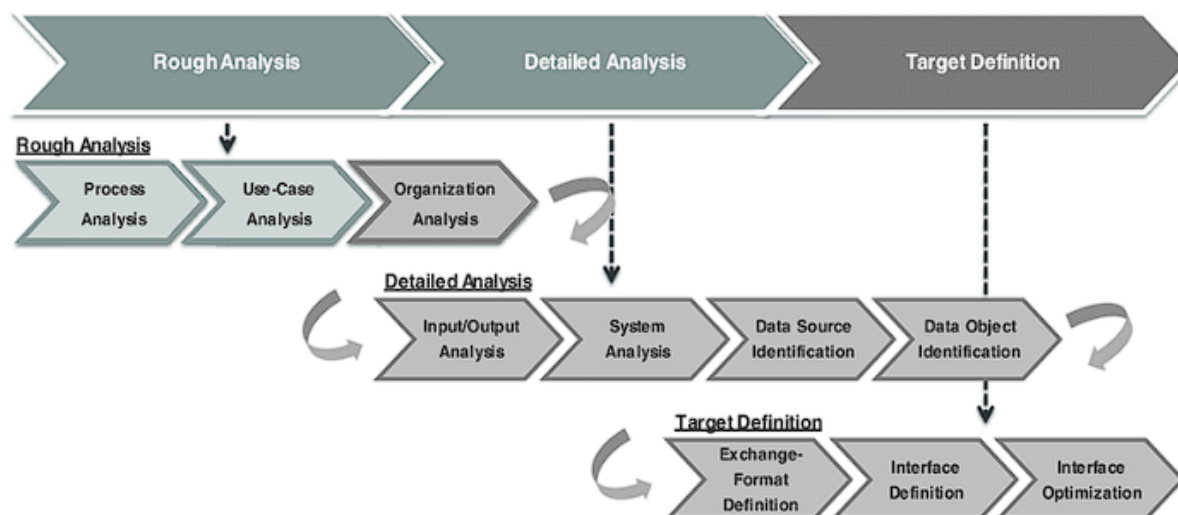 Rough Analysis
Detailed Analysis
Target Definition
Rough Analysis
Process
Analysis
Use-Case
Analysis
Organization
Analysis
Detailed Analysis
Input/Output
Analysis
System
Analysis
Data Source
Identification
Data Object
Identification
Target Definition
Exchange-
Format
Definition
Interface
Definition
Interface
Optimization